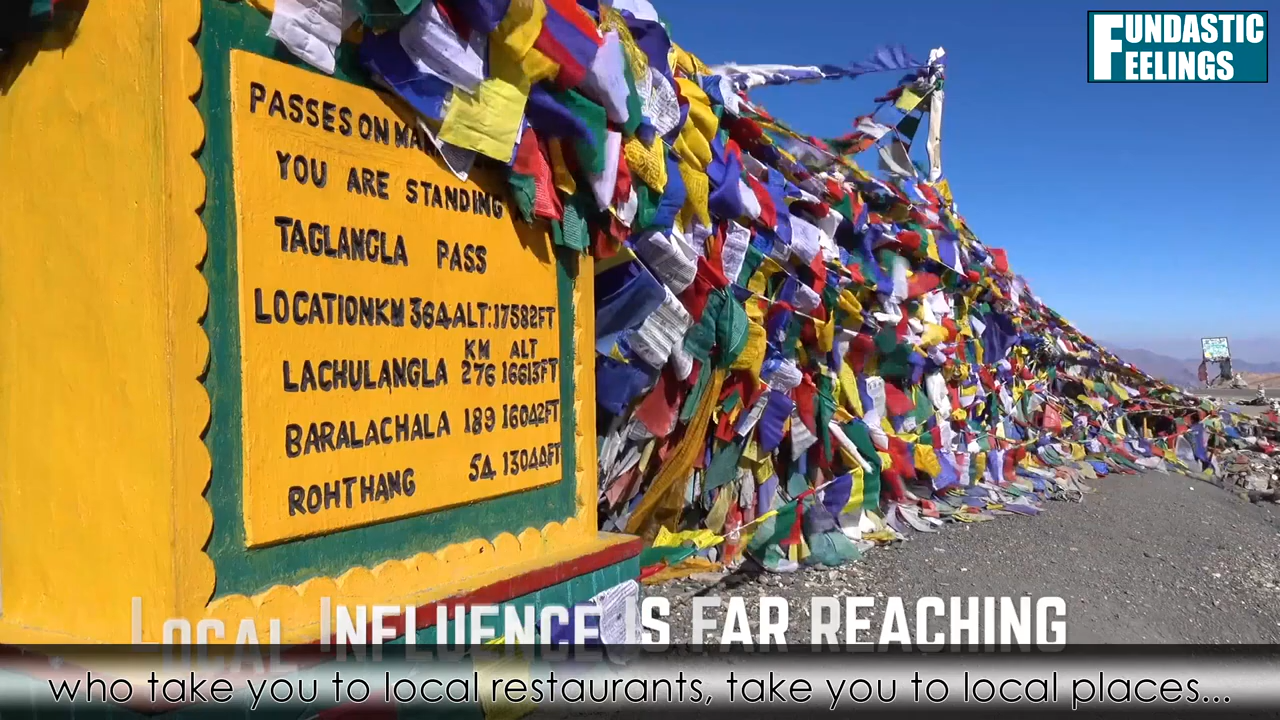 FUNDASTIC
FEELINGS
PASSES ON
YOU ARE STANDING
TAGLANGLA PASS
LOCATIONKM 364ALT:17582FT
KM ALT
LACHULANGLA 276 16613FT
BARALACHALA 189 16042FT
ROHTHANG 54 13044FT
LOCAL INFLUENCE IS FAR REACHING
who take you to local restaurants, take you to local places...